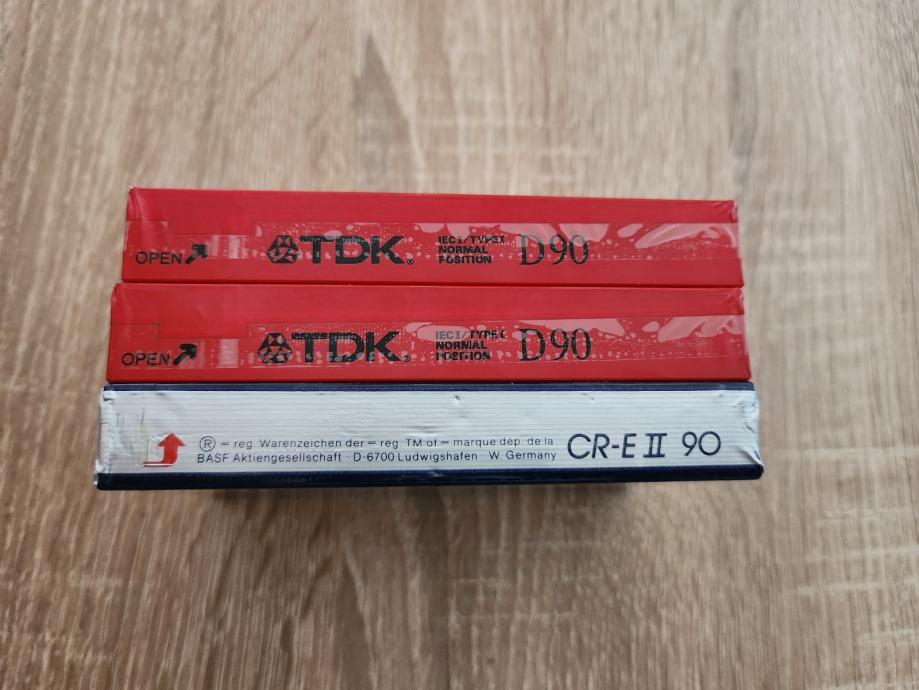 OPEN TDK® IEC I/TYPE I D90
NORMAL
POSITION
OPEN TDK® IEC I/TYPE I D90
NORMAL
POSITION
® = reg. Warenzeichen der = reg. TM of = marque dép. de la
BASF Aktiengesellschaft · D-6700 Ludwigshafen · W. Germany
CR-E II 90